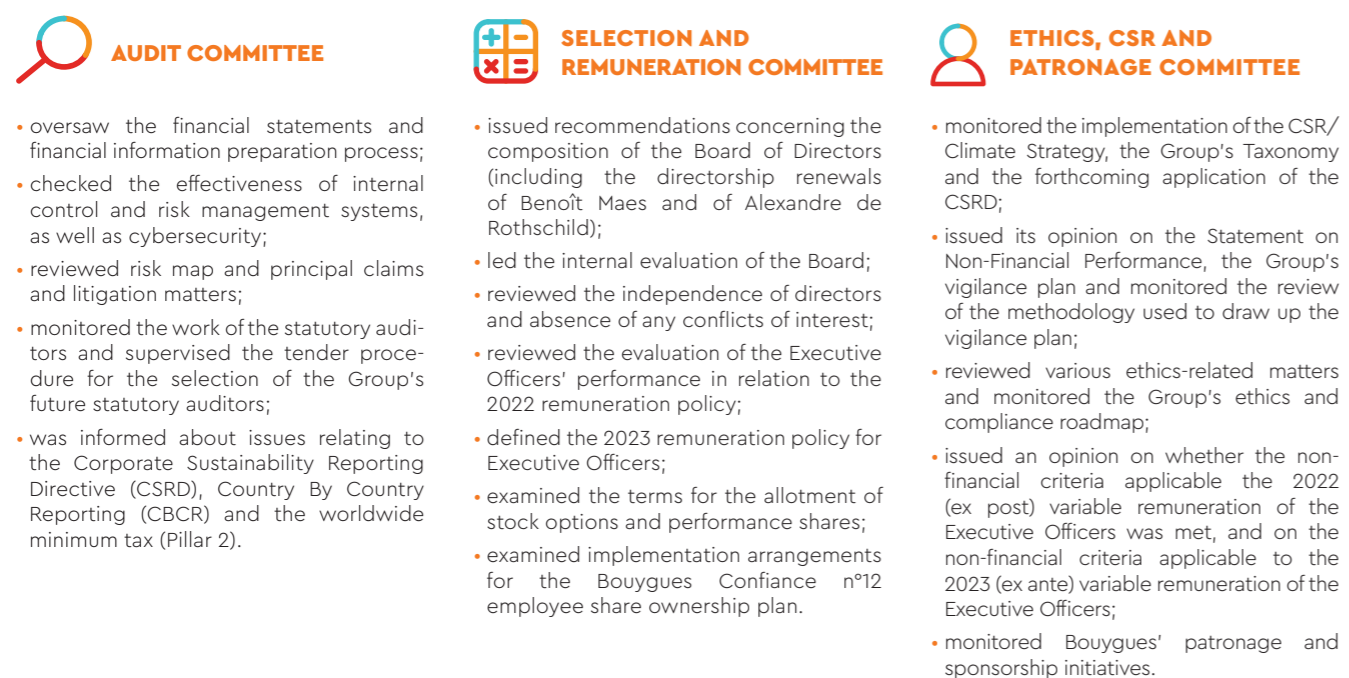 AUDIT COMMITTEE
• oversaw the financial statements and
financial information preparation process;
• checked the effectiveness of internal
control and risk management systems,
as well as cybersecurity;
• reviewed risk map and principal claims
and litigation matters;
• monitored the work of the statutory audi-
tors and supervised the tender proce-
dure for the selection of the Group's
future statutory auditors;
• was informed about issues relating to
the Corporate Sustainability Reporting
Directive (CSRD), Country By Country
Reporting (CBCR) and the worldwide
minimum tax (Pillar 2).
SELECTION AND
REMUNERATION COMMITTEE
• issued recommendations concerning the
composition of the Board of Directors
(including the directorship renewals
of Benoît Maes and of Alexandre de
Rothschild);
• led the internal evaluation of the Board;
• reviewed the independence of directors
and absence of any conflicts of interest;
• reviewed the evaluation of the Executive
Officers' performance in relation to the
2022 remuneration policy;
• defined the 2023 remuneration policy for
Executive Officers;
• examined the terms for the allotment of
stock options and performance shares;
• examined implementation arrangements
for the Bouygues Confiance n°12
employee share ownership plan.
ETHICS, CSR AND
PATRONAGE COMMITTEE
• monitored the implementation of the CSR/
Climate Strategy, the Group's Taxonomy
and the forthcoming application of the
CSRD;
• issued its opinion on the Statement on
Non-Financial Performance, the Group's
vigilance plan and monitored the review
of the methodology used to draw up the
vigilance plan;
• reviewed various ethics-related matters
and monitored the Group's ethics and
compliance roadmap;
• issued an opinion on whether the non-
financial criteria applicable the 2022
(ex post) variable remuneration of the
Executive Officers was met, and on the
non-financial criteria applicable to the
2023 (ex ante) variable remuneration of the
Executive Officers;
• monitored Bouygues' patronage and
sponsorship initiatives.